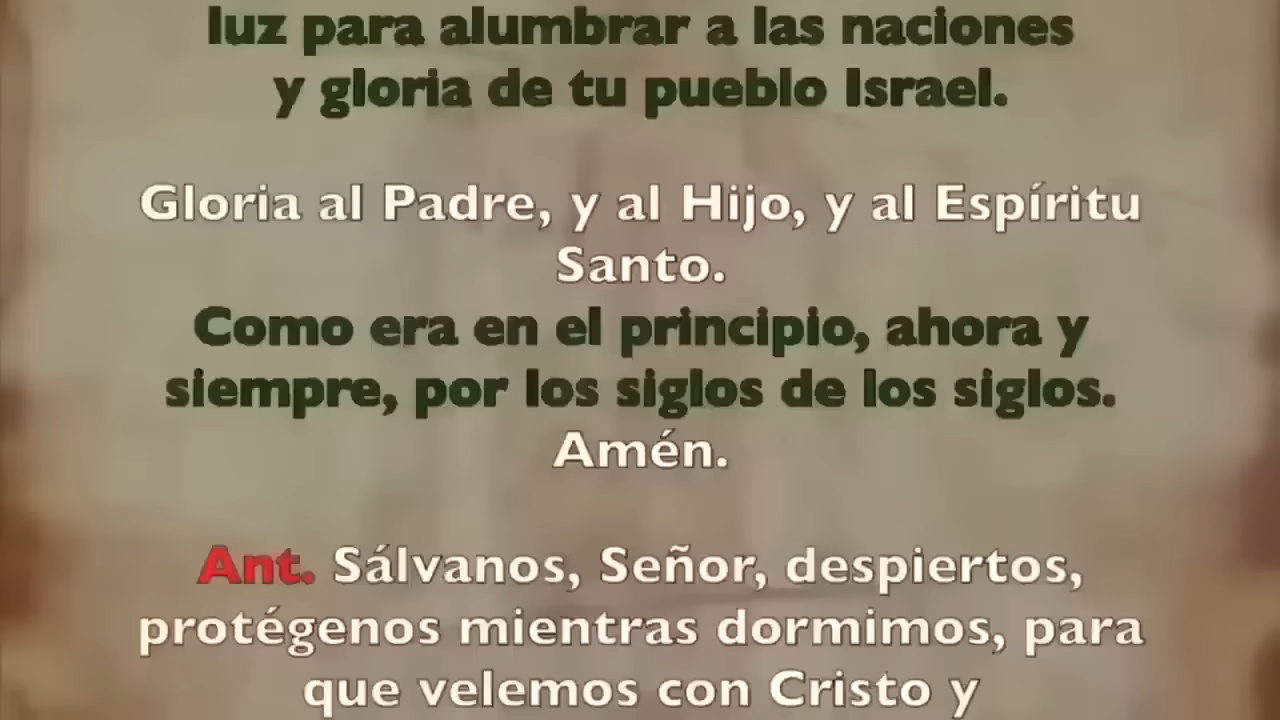 luz para alumbrar a las naciones
y gloria de tu pueblo Israel.
Gloria al Padre, y al Hijo, y al Espíritu
Santo.
Como era en el principio, ahora y
siempre, por los siglos de los siglos.
Amén.
Ant. Sálvanos, Señor, despiertos,
protégenos mientras dormimos, para
que velemos con Cristo y